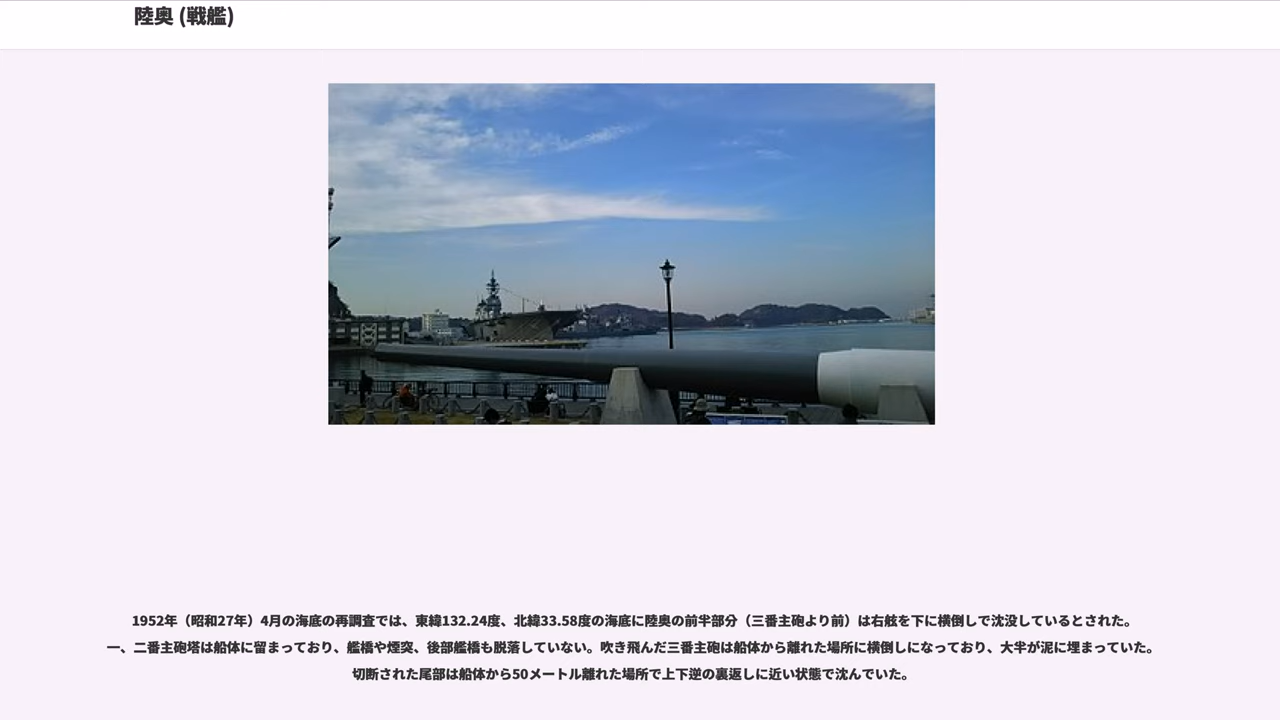 陸奥 (戦艦)
1952年（昭和27年）4月の海底の再調査では、東緯132.24度、北緯33.58度の海底に陸奥の前半部分（三番主砲より前）は右舷を下に横倒しで沈没しているとされた。
一、二番主砲塔は船体に留まっており、艦橋や煙突、後部艦橋も脱落していない。吹き飛んだ三番主砲は船体から離れた場所に横倒しになっており、大半が泥に埋まっていた。
切断された尾部は船体から50メートル離れた場所で上下逆の裏返しに近い状態で沈んでいた。